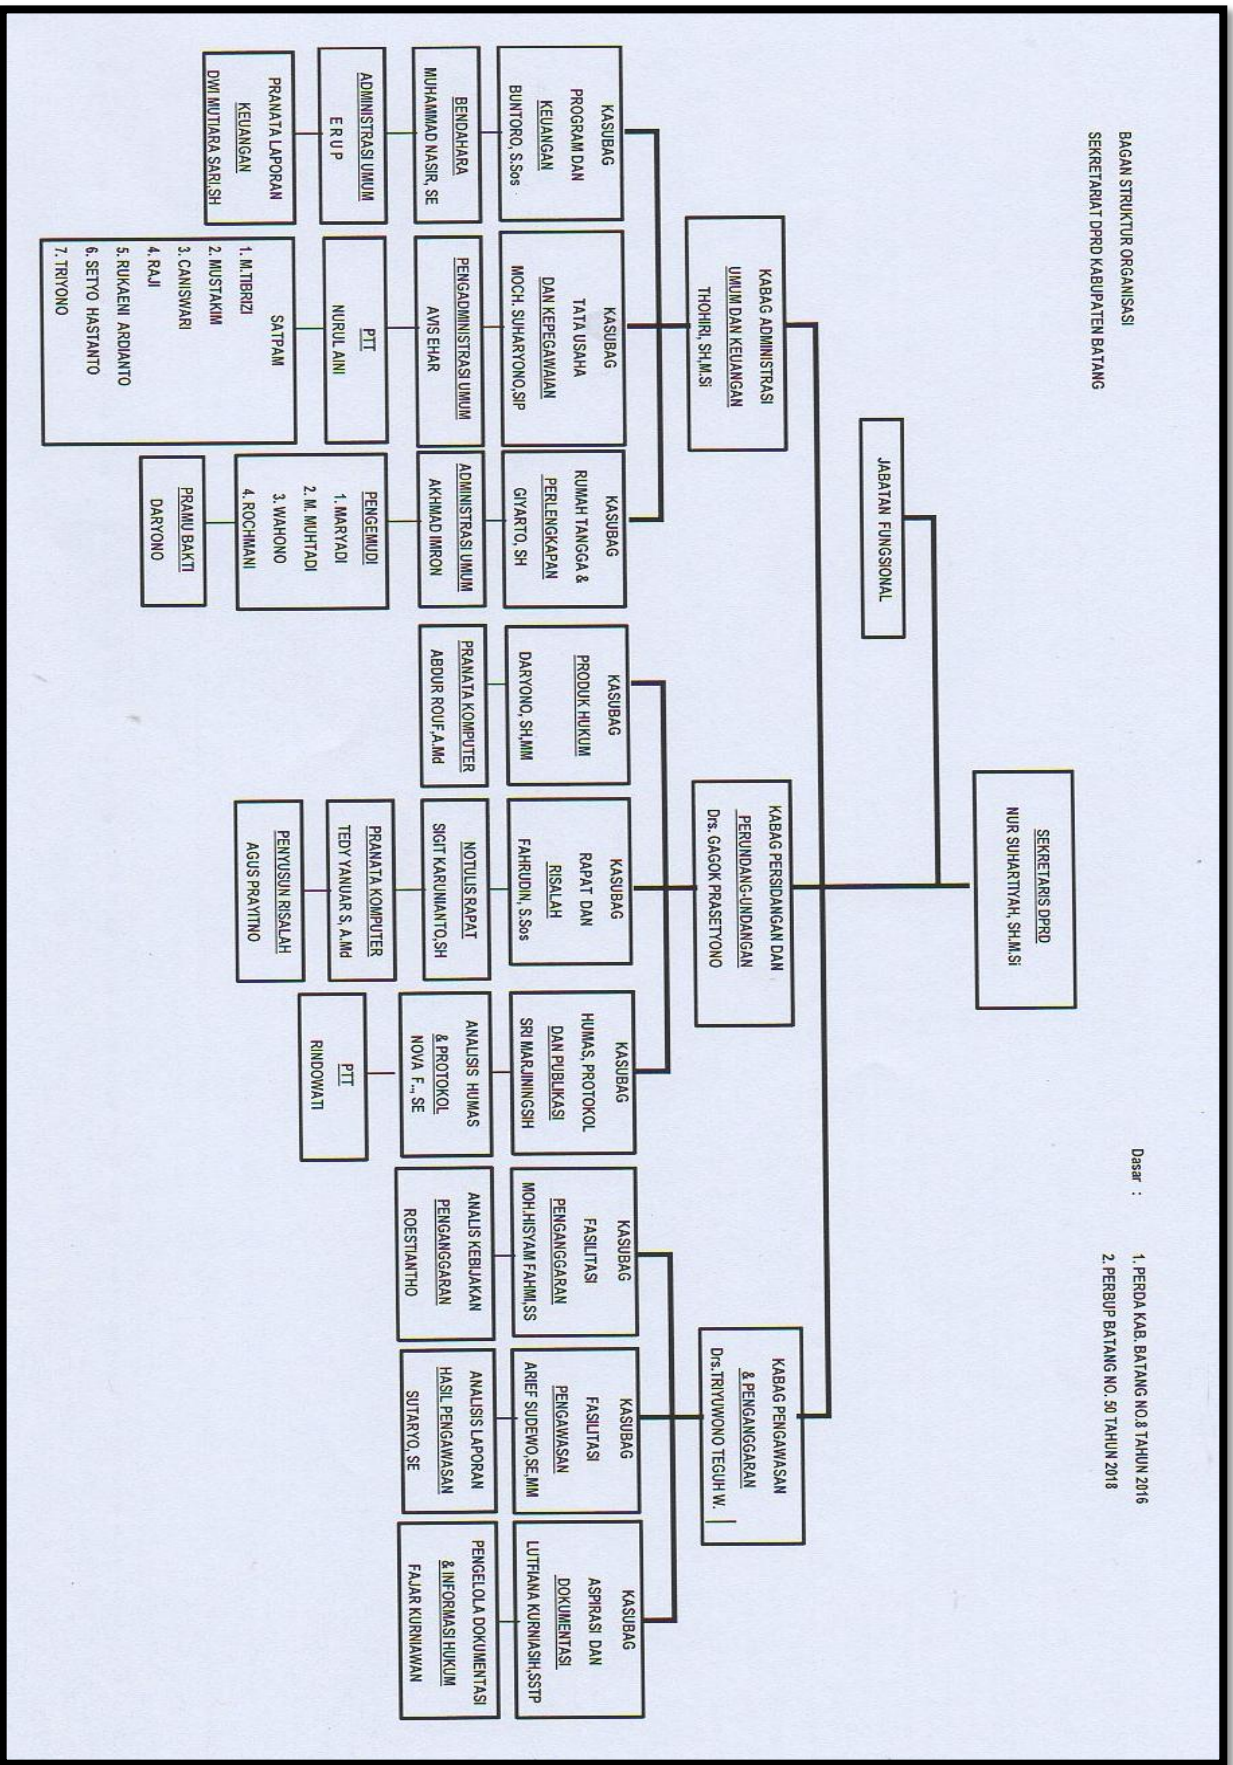 BAGAN STRUKTUR ORGANISASI
SEKRETARIAT DPRD KABUPATEN BATANG
Dasar :
1. PERDA KAB. BATANG NO.8 TAHUN 2016
2. PERBUP BATANG NO. 50 TAHUN 2018
SEKRETARIS DPRD
NUR SUHARTIYAH, SH.M.Si
JABATAN FUNGSIONAL
KABAG ADMINISTRASI
UMUM DAN KEUANGAN
THOHIRI, SH,M.Si
KABAG PERSIDANGAN DAN
PERUNDANG-UNDANGAN
Drs. GAGOK PRASETYONO
KABAG PENGAWASAN
& PENGANGGARAN
Drs.TRIYUWONO TEGUH W.
KASUBAG
PROGRAM DAN
KEUANGAN
BUNTORO, S.Sos
KASUBAG
TATA USAHA
DAN KEPEGAWAIAN
MOCH. SUHARYONO,SIP
KASUBAG
RUMAH TANGGA &
PERLENGKAPAN
GIYARTO, SH
KASUBAG
PRODUK HUKUM
DARYONO, SH,MM
KASUBAG
RAPAT DAN
RISALAH
FAHRUDIN, S.Sos
KASUBAG
HUMAS, PROTOKOL
DAN PUBLIKASI
SRI MARJININGSIH
KASUBAG
FASILITASI
PENGANGGARAN
MOH.HISYAM FAHMI,SS
KASUBAG
FASILITASI
PENGAWASAN
ARIEF SUDEWO,SE,MM
KASUBAG
ASPIRASI DAN
DOKUMENTASI
LUTFIANA KURNIASIH,SSTP
BENDAHARA
MUHAMMAD NASIR, SE
PENGADMINISTRASI UMUM
AVIS EHAR
ADMINISTRASI UMUM
AKHMAD IMRON
PRANATA KOMPUTER
ABDUR ROUF,A.Md
NOTULIS RAPAT
SIGIT KARUNIANTO,SH
ANALISIS HUMAS
& PROTOKOL
NOVA F., SE
ANALIS KEBIJAKAN
PENGANGGARAN
ROESTIANTHO
ANALISIS LAPORAN
HASIL PENGAWASAN
SUTARYO, SE
PENGELOLA DOKUMENTASI
& INFORMASI HUKUM
FAJAR KURNIAWAN
ADMINISTRASI UMUM
E R U P
PTT
NURUL AINI
PENGEMUDI
1. MARYADI
2. M. MUHTADI
3. WAHONO
4. ROCHMANI
PRANATA KOMPUTER
TEDY YANUAR S, A.Md
PTT
RINDOWATI
PRANATA LAPORAN
KEUANGAN
DWI MUTIARA SARI,SH
SATPAM
1. M.TIBRIZI
2. MUSTAKIM
3. CANISWARI
4. RAJI
5. RUKAENI ARDIANTO
6. SETYO HASTANTO
7. TRIYONO
PRAMU BAKTI
DARYONO
PENYUSUN RISALAH
AGUS PRAYITNO